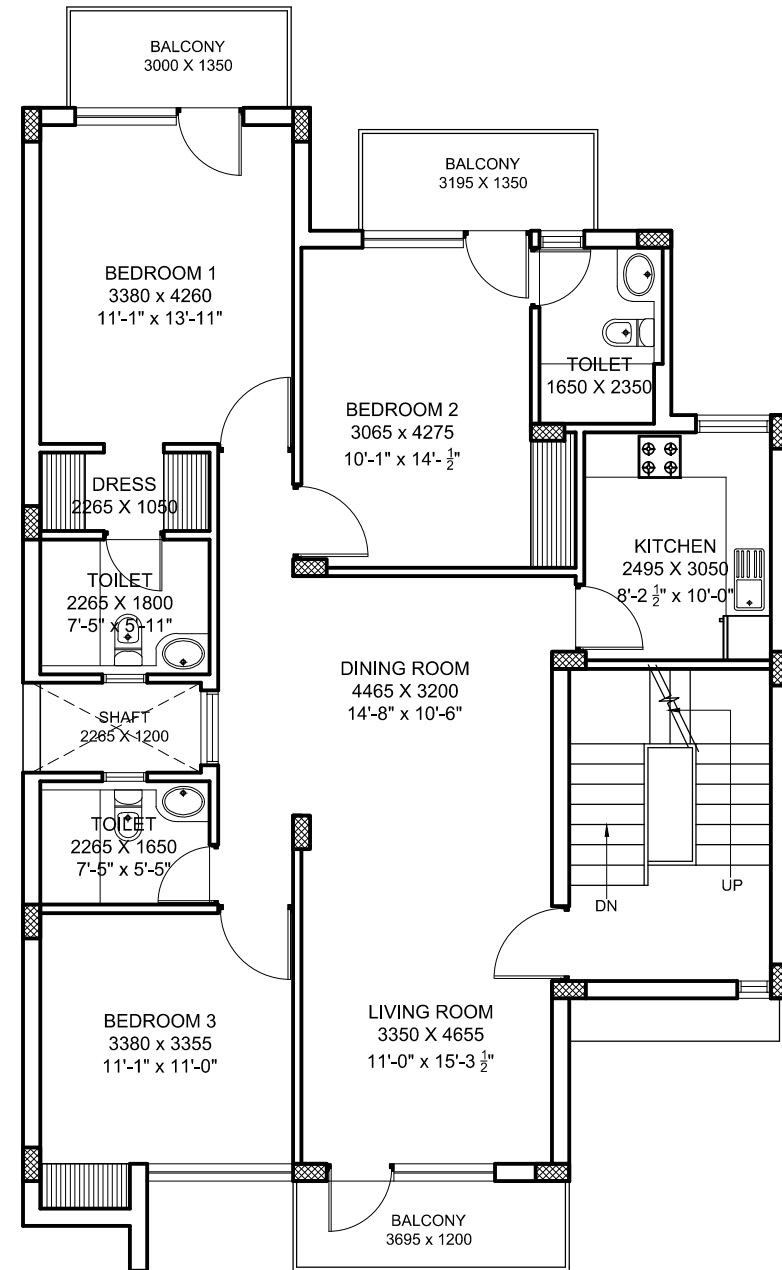 BALCONY
3000 X 1350
BALCONY
3195 X 1350
BEDROOM 1
3380 x 4260
11'-1" x 13'-11"
TOILET
1650 X 2350
BEDROOM 2
3065 x 4275
10'-1" x 14'- ½"
DRESS
2265 X 1050
KITCHEN
2495 X 3050
8'-2 ½" x 10'-0"
TOILET
2265 X 1800
7'-5" x 5'-11"
DINING ROOM
4465 X 3200
14'-8" x 10'-6"
SHAFT
2265 X 1200
TOILET
2265 X 1650
7'-5" x 5'-5"
UP
DN
LIVING ROOM
3350 X 4655
11'-0" x 15'-3 ½"
BEDROOM 3
3380 x 3355
11'-1" x 11'-0"
BALCONY
3695 x 1200